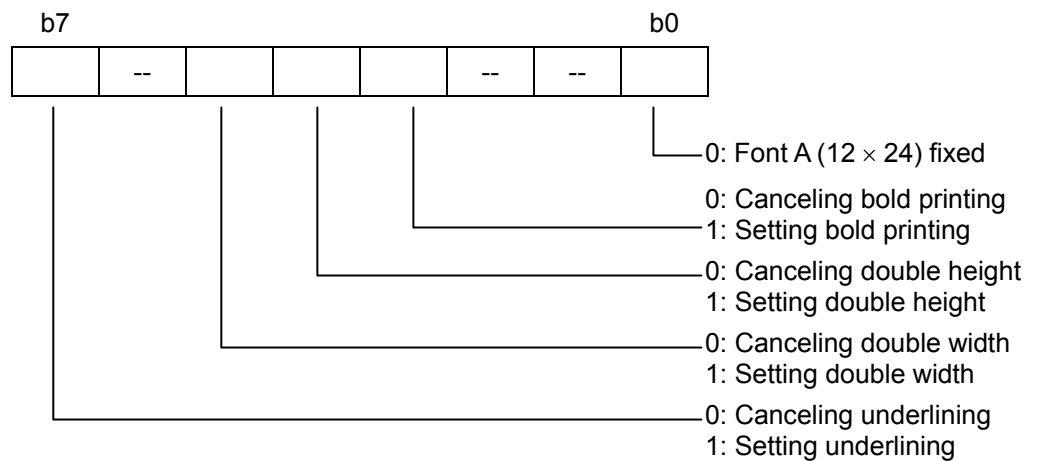 b7 b0
-- -- --
0: Font A (12 × 24) fixed
0: Canceling bold printing
1: Setting bold printing
0: Canceling double height
1: Setting double height
0: Canceling double width
1: Setting double width
0: Canceling underlining
1: Setting underlining